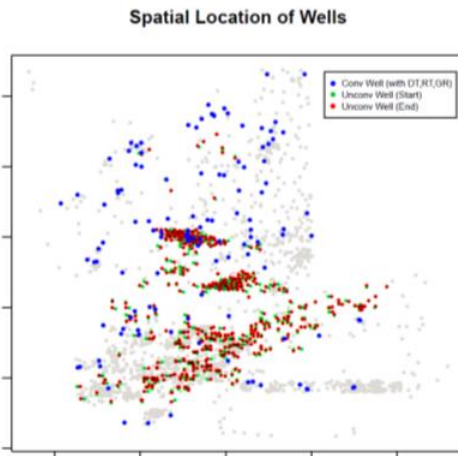 Spatial Location of Wells
Conv Well (with DT,RT,GR)
Unconv Well (Start)
Unconv Well (End)